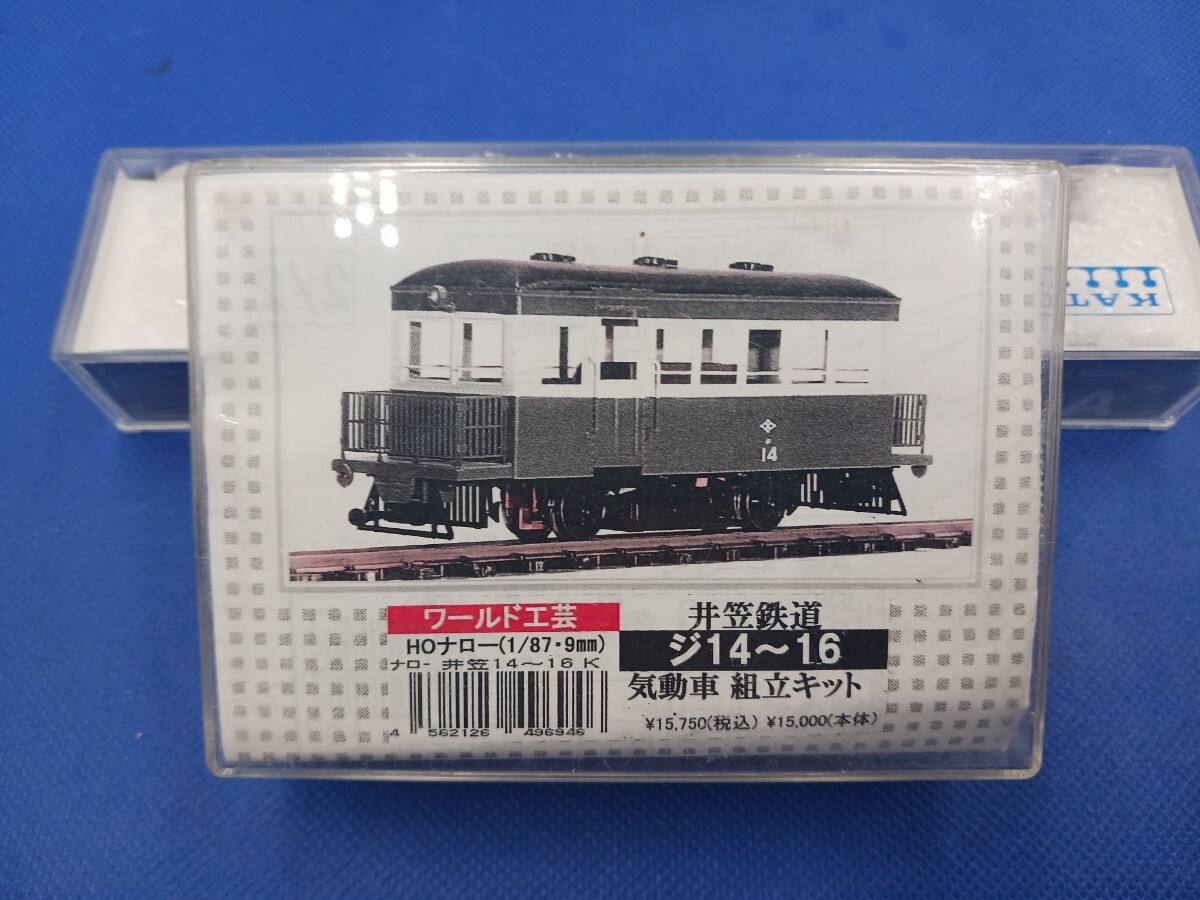 KATO
14
ワールド工芸
HOナロー(1/87・9mm)
ナロー 井笠14～16 K
4 562126 496946
井笠鉄道
ジ14～16
気動車 組立キット
¥15,750(税込) ¥15,000(本体)